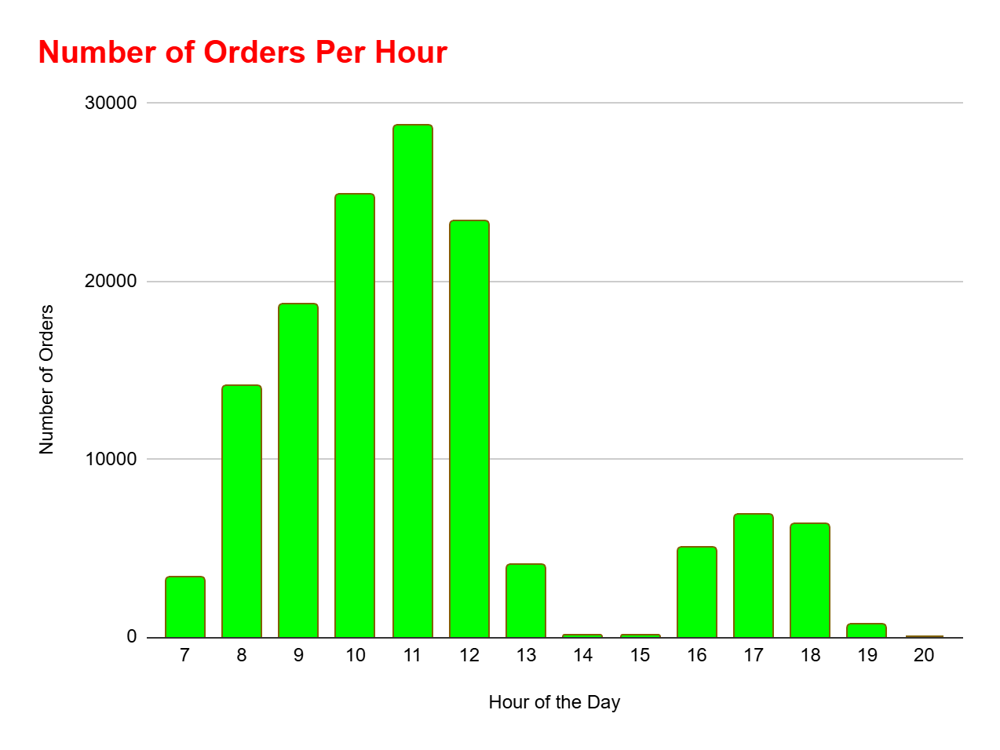 Number of Orders Per Hour
30000
20000
10000
0
Number of Orders
7 8 9 10 11 12 13 14 15 16 17 18 19 20
Hour of the Day